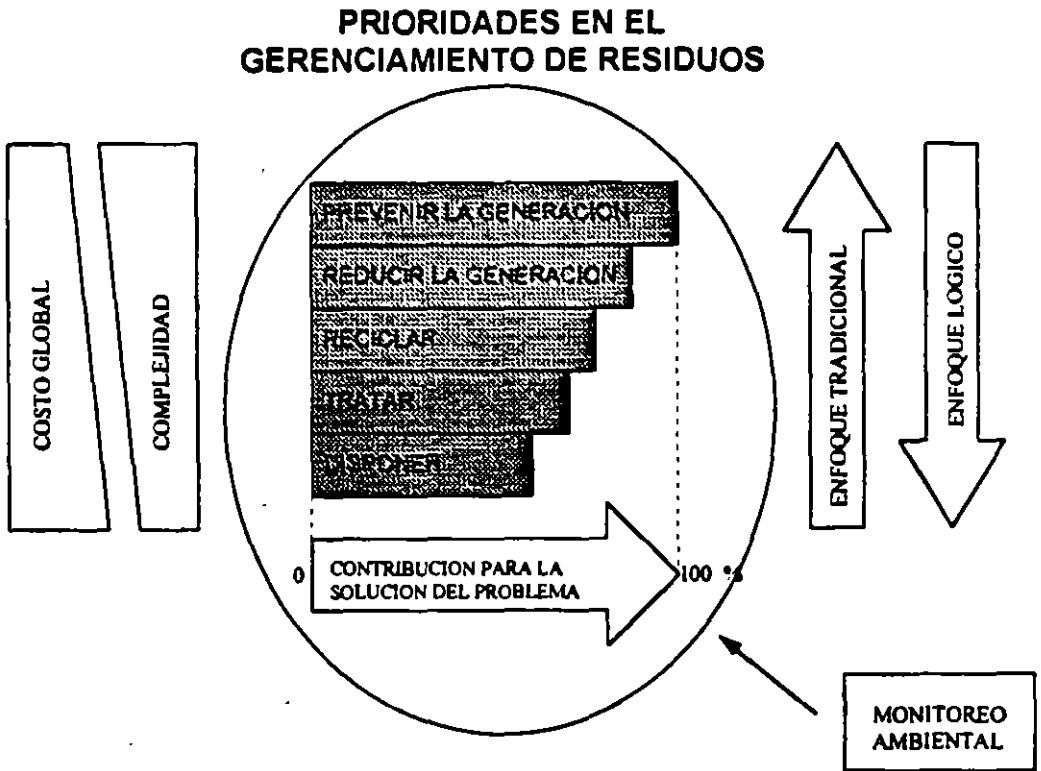 PRIORIDADES EN EL
GERENCIAMIENTO DE RESIDUOS
COSTO GLOBAL
COMPLEJIDAD
PREVENIR LA GENERACION
REDUCIR LA GENERACION
RECICLAR
TRATAR
DISPONER
0
CONTRIBUCION PARA LA
SOLUCION DEL PROBLEMA
100 %
ENFOQUE TRADICIONAL
ENFOQUE LOGICO
MONITOREO
AMBIENTAL